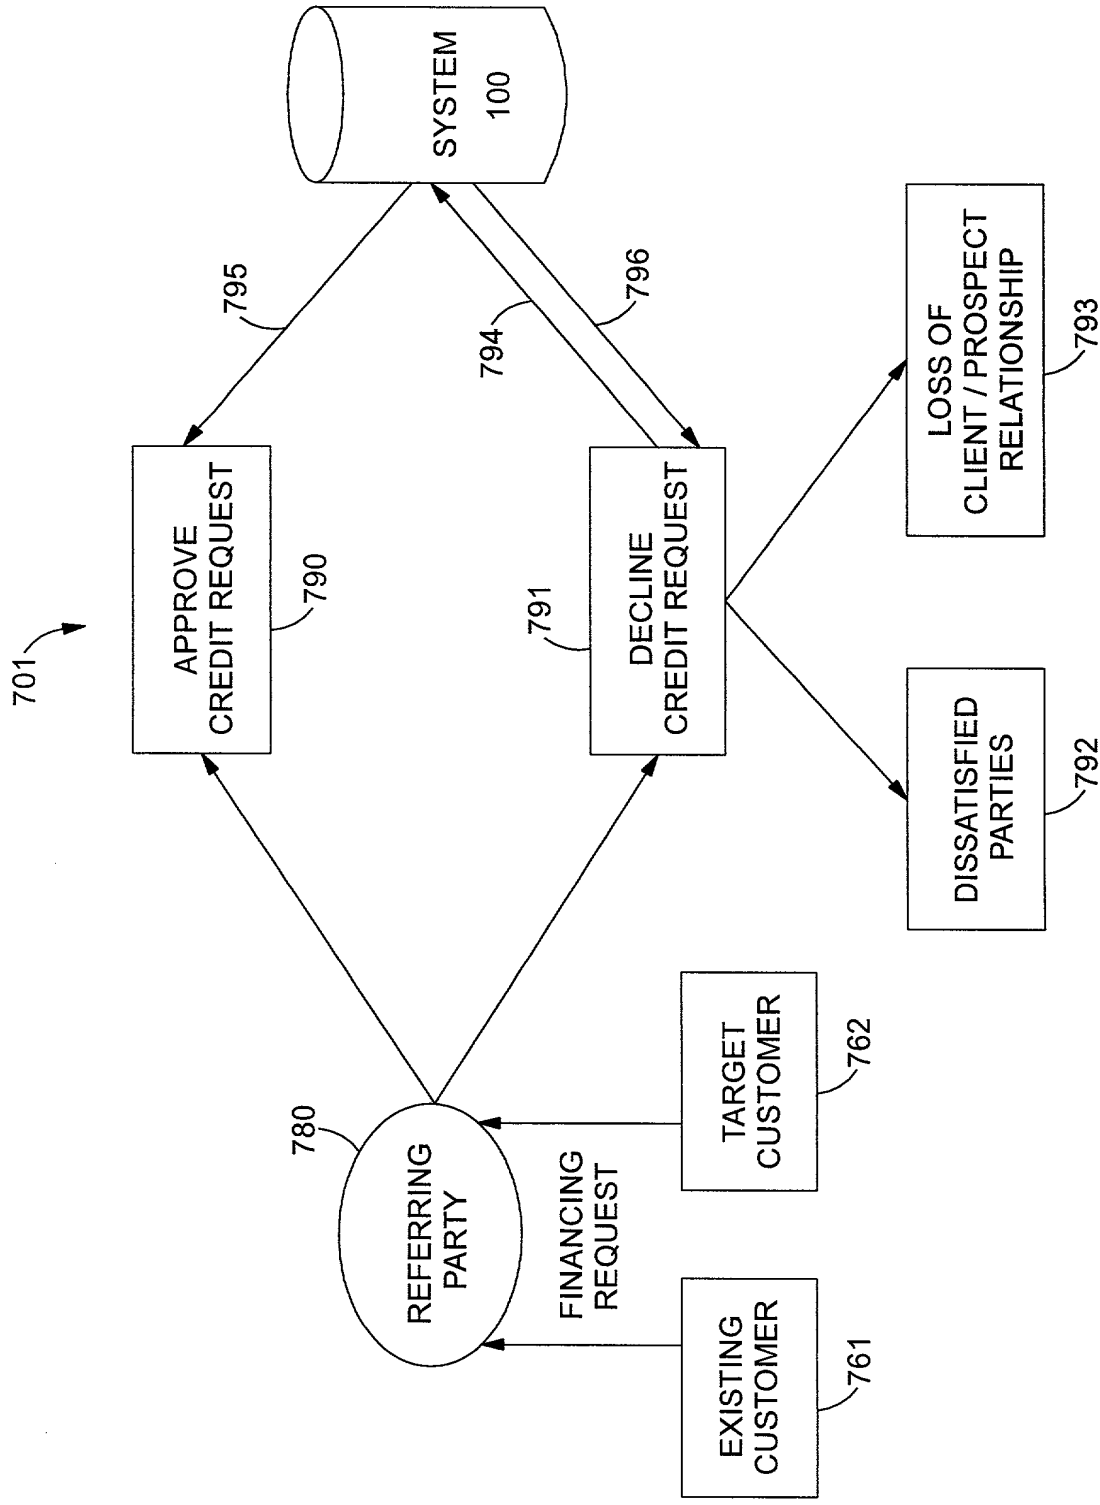 701
APPROVE
CREDIT REQUEST
790
795
SYSTEM
100
780
REFERRING
PARTY
FINANCING
REQUEST
791
DECLINE
CREDIT REQUEST
794
796
EXISTING
CUSTOMER
761
TARGET
CUSTOMER
762
DISSATISFIED
PARTIES
792
LOSS OF
CLIENT / PROSPECT
RELATIONSHIP
793